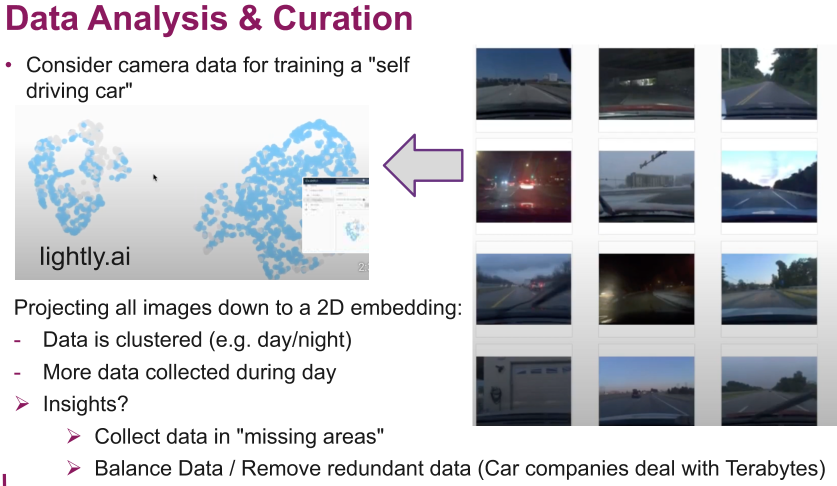 Data Analysis & Curation
• Consider camera data for training a "self
driving car"
lightly.ai
Projecting all images down to a 2D embedding:
- Data is clustered (e.g. day/night)
- More data collected during day
➢ Insights?
➢ Collect data in "missing areas"
➢ Balance Data / Remove redundant data (Car companies deal with Terabytes)